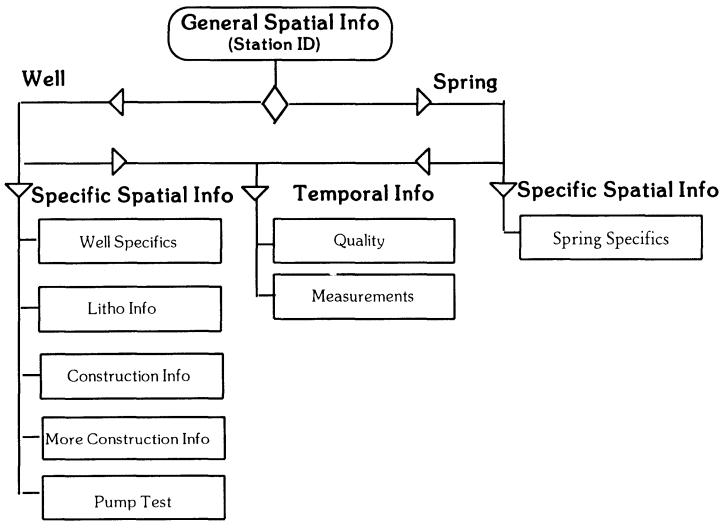 General Spatial Info
(Station ID)
Well
Spring
Specific Spatial Info
Temporal Info
Specific Spatial Info
Well Specifics
Quality
Spring Specifics
Litho Info
Measurements
Construction Info
More Construction Info
Pump Test